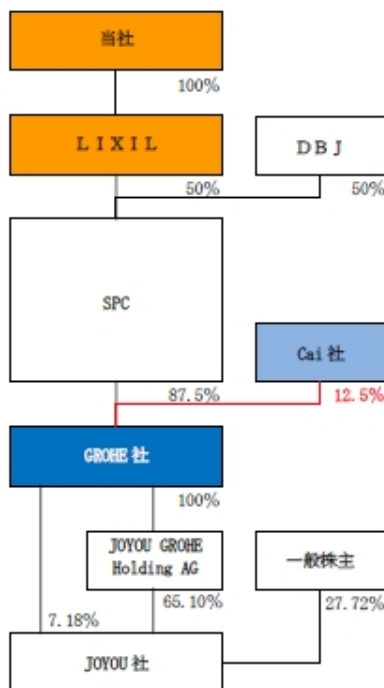 当社
100%
ＬＩＸＩＬ
ＤＢＪ
50%
50%
SPC
Cai 社
87.5%
12.5%
GROHE 社
100%
JOYOU GROHE
Holding AG
一般株主
65.10%
27.72%
7.18%
JOYOU 社